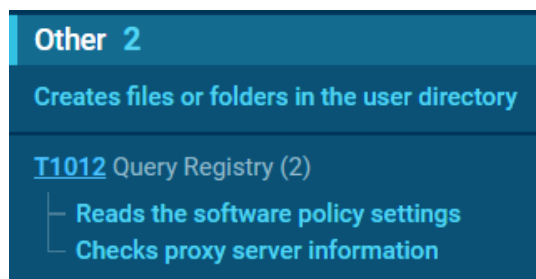 Other 2
Creates files or folders in the user directory
T1012 Query Registry (2)
Reads the software policy settings
Checks proxy server information